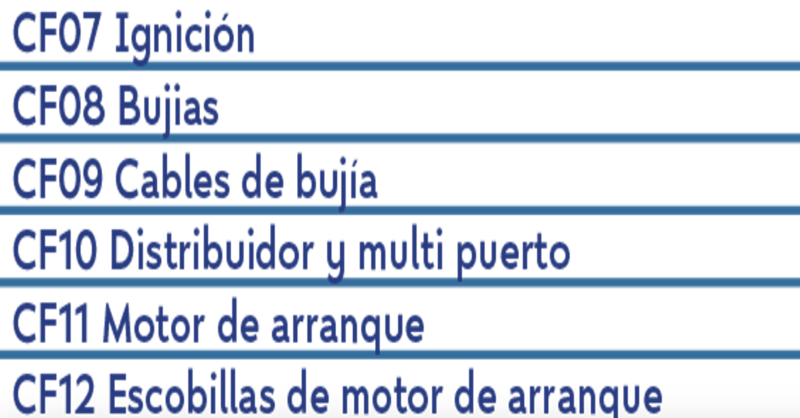 CF07 Ignición
CF08 Bujias
CF09 Cables de bujía
CF10 Distribuidor y multi puerto
CF11 Motor de arranque
CF12 Escobillas de motor de arranque